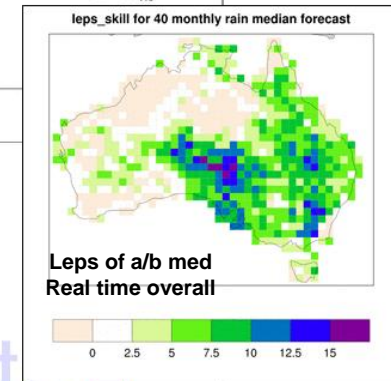 leps_skill for 40 monthly rain median forecast
Leps of a/b med
Real time overall
0 2.5 5 7.5 10 12.5 15